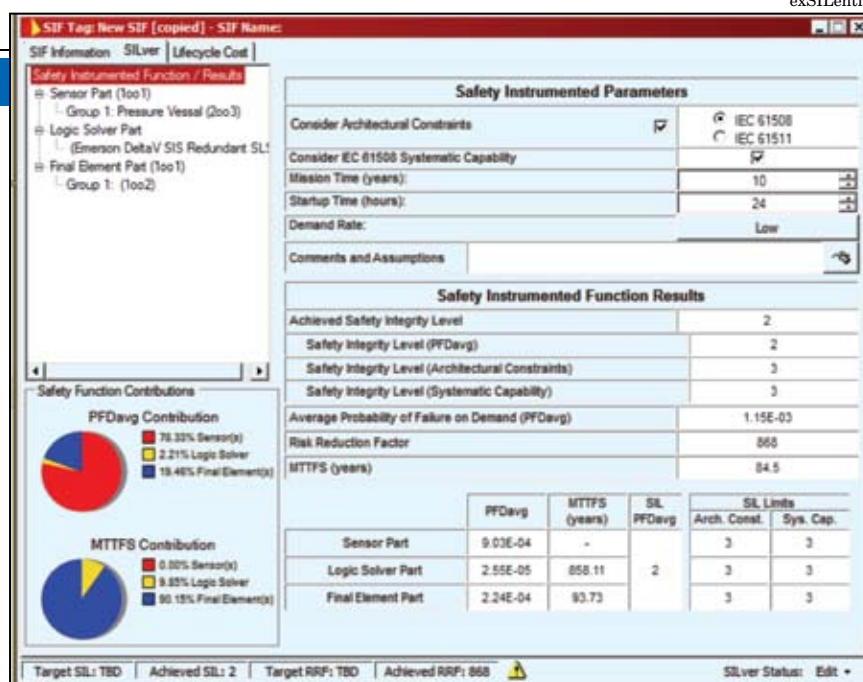 exSILenti
SIF Tag: New SIF [copied] - SIF Name:
SIF Information SILver Lifecycle Cost
Safety Instrumented Function / Results
Sensor Part (1oo1)
Group 1: Pressure Vessal (2oo3)
Logic Solver Part
(Emerson DeltaV SIS Redundant SLS
Final Element Part (1oo1)
Group 1: (1oo2)
Safety Function Contributions
PFDavg Contribution
78.33% Sensor(s)
2.21% Logic Solver
19.46% Final Element(s)
MTTFS Contribution
0.00% Sensor(s)
9.85% Logic Solver
90.15% Final Element(s)
Safety Instrumented Parameters
Consider Architectural Constraints IEC 61508
IEC 61511
Consider IEC 61508 Systematic Capability
Mission Time (years): 10
Startup Time (hours): 24
Demand Rate: Low
Comments and Assumptions
Safety Instrumented Function Results
Achieved Safety Integrity Level 2
Safety Integrity Level (PFDavg) 2
Safety Integrity Level (Architectural Constraints) 3
Safety Integrity Level (Systematic Capability) 3
Average Probability of Failure on Demand (PFDavg) 1.15E-03
Risk Reduction Factor 868
MTTFS (years) 84.5
PFDavg MTTFS (years) SIL PFDavg SIL Limits
Arch. Const. Sys. Cap.
Sensor Part 9.03E-04 - 3 3
Logic Solver Part 2.55E-05 858.11 2 3 3
Final Element Part 2.24E-04 93.73 3 3
Target SIL: TBD Achieved SIL: 2 Target RRF: TBD Achieved RRF: 868 SILver Status: Edit